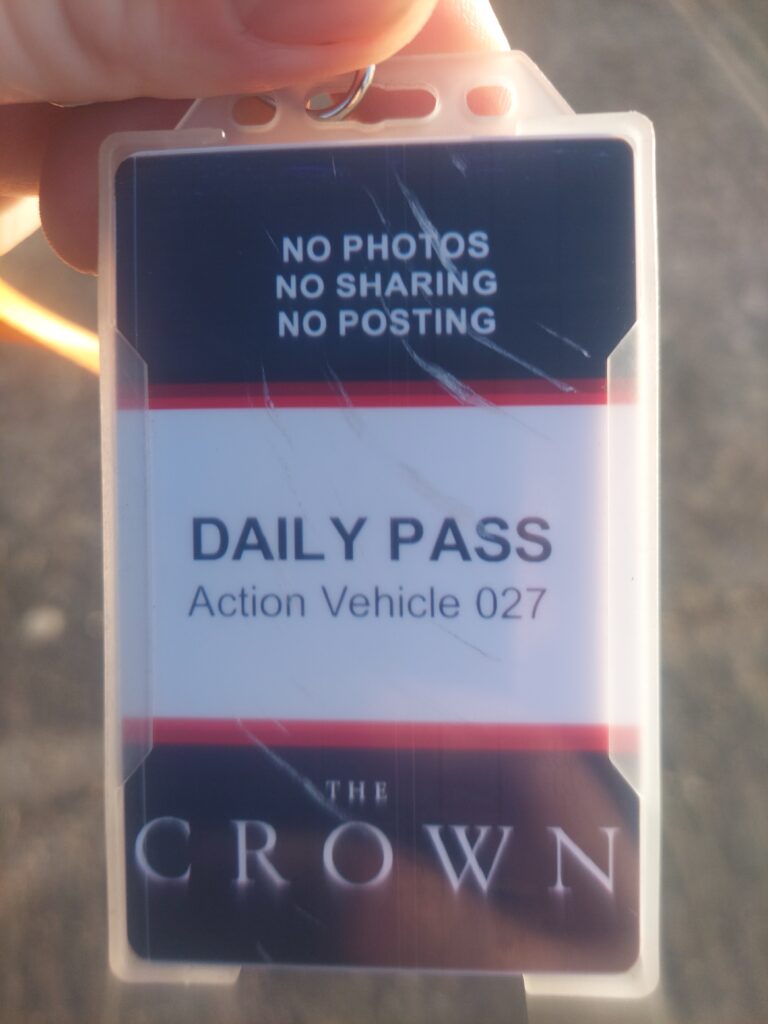 NO PHOTOS
NO SHARING
NO POSTING
DAILY PASS
Action Vehicle 027
THE
CROWN